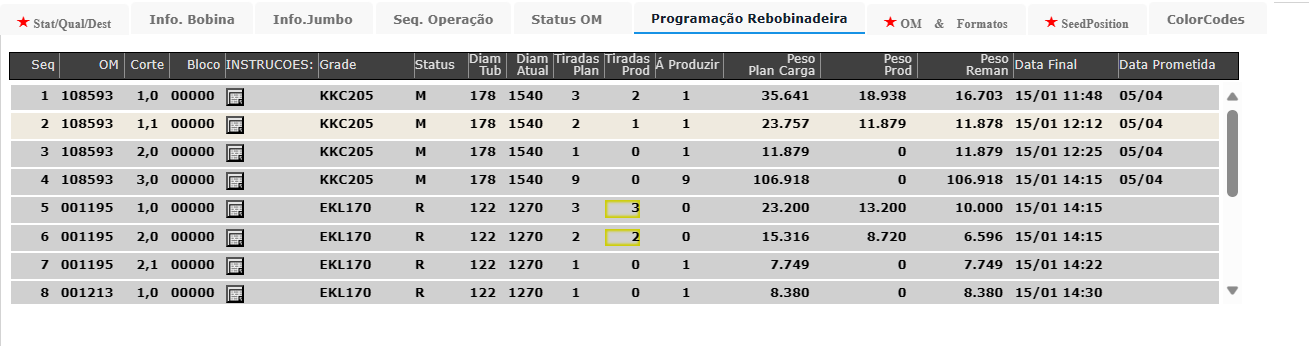 ★ Stat/Qual/Dest Info. Bobina Info.Jumbo Seq. Operação Status OM Programação Rebobinadeira ★ OM & Formatos ★ SeedPosition ColorCodes
Seq OM Corte Bloco INSTRUCOES: Grade Status Diam Tub Diam Atual Tiradas Plan Tiradas Prod Á Produzir Peso Plan Carga Peso Prod Peso Reman Data Final Data Prometida
1 108593 1,0 00000 KKC205 M 178 1540 3 2 1 35.641 18.938 16.703 15/01 11:48 05/04
2 108593 1,1 00000 KKC205 M 178 1540 2 1 1 23.757 11.879 11.878 15/01 12:12 05/04
3 108593 2,0 00000 KKC205 M 178 1540 1 0 1 11.879 0 11.879 15/01 12:25 05/04
4 108593 3,0 00000 KKC205 M 178 1540 9 0 9 106.918 0 106.918 15/01 14:15 05/04
5 001195 1,0 00000 EKL170 R 122 1270 3 3 0 23.200 13.200 10.000 15/01 14:15
6 001195 2,0 00000 EKL170 R 122 1270 2 2 0 15.316 8.720 6.596 15/01 14:15
7 001195 2,1 00000 EKL170 R 122 1270 1 0 1 7.749 0 7.749 15/01 14:22
8 001213 1,0 00000 EKL170 R 122 1270 1 0 1 8.380 0 8.380 15/01 14:30